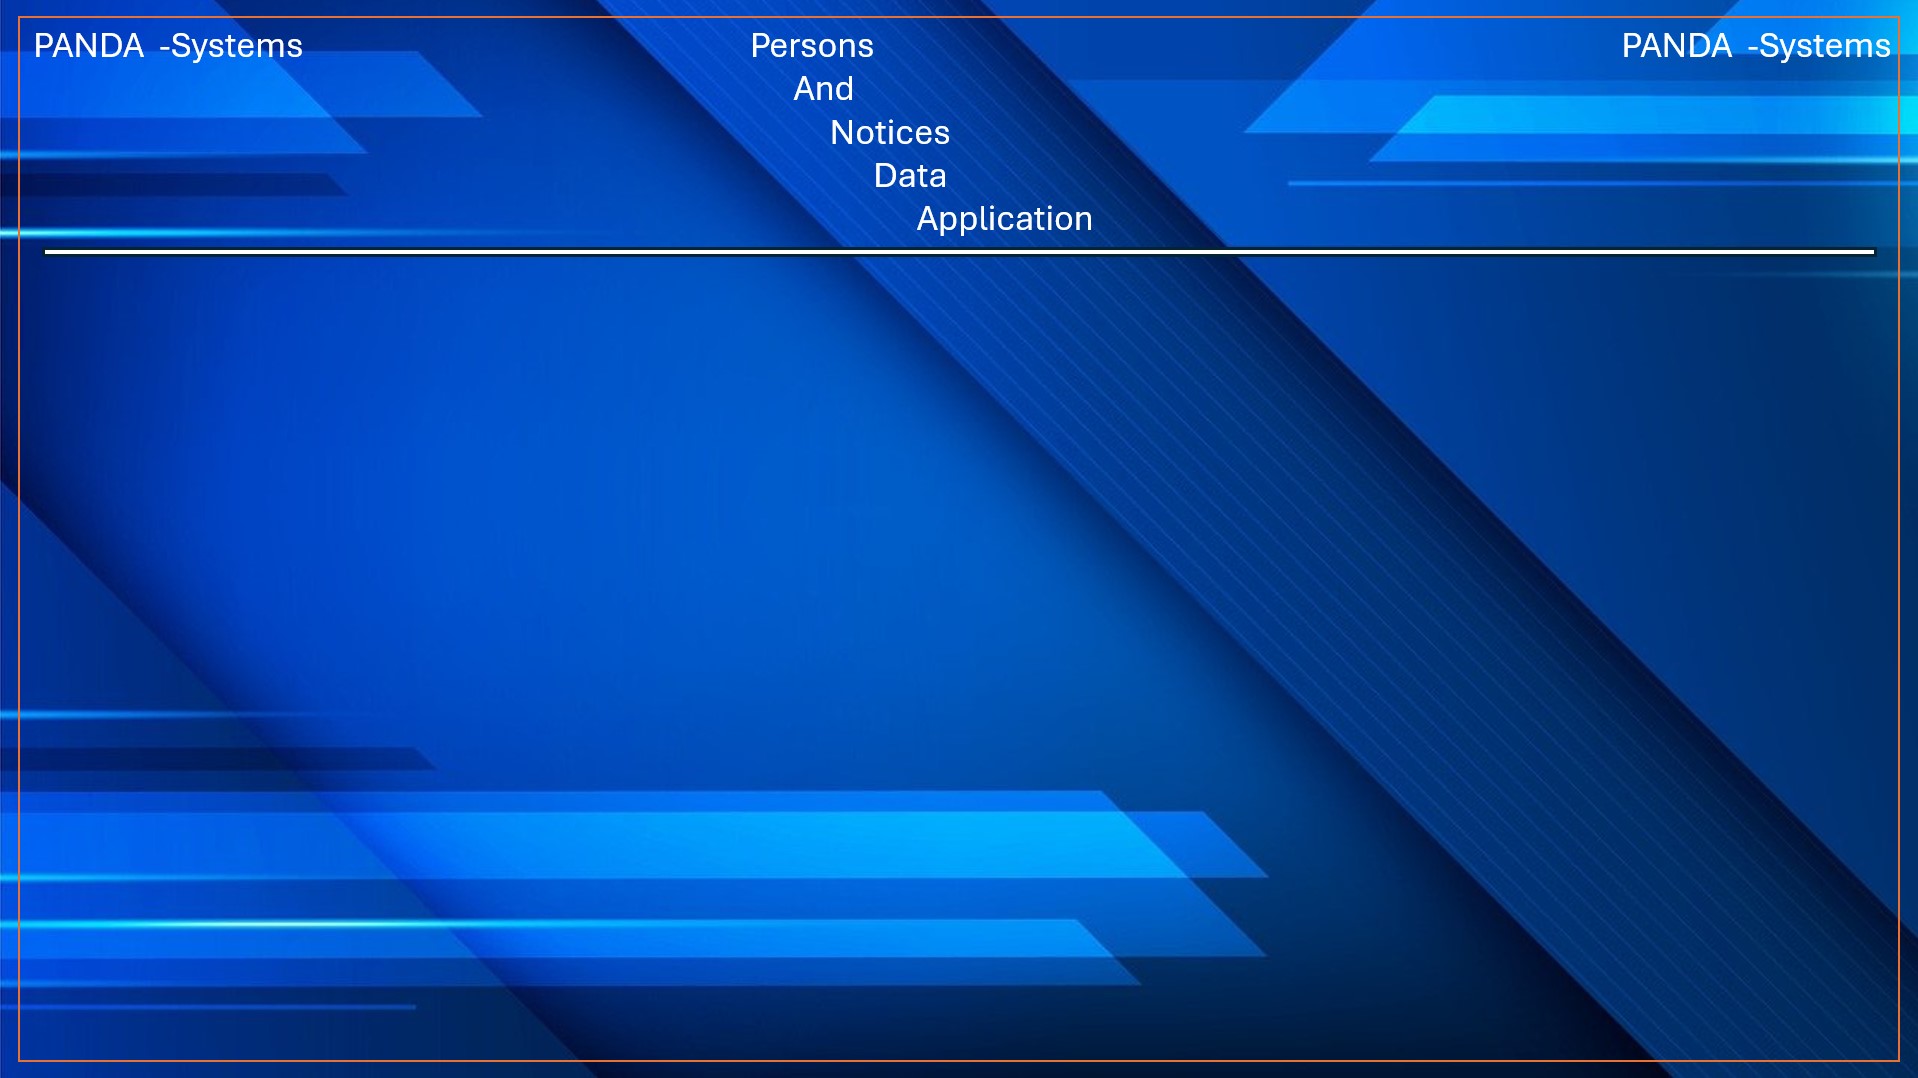 PANDA -Systems
Persons
And
Notices
Data
Application
PANDA -Systems